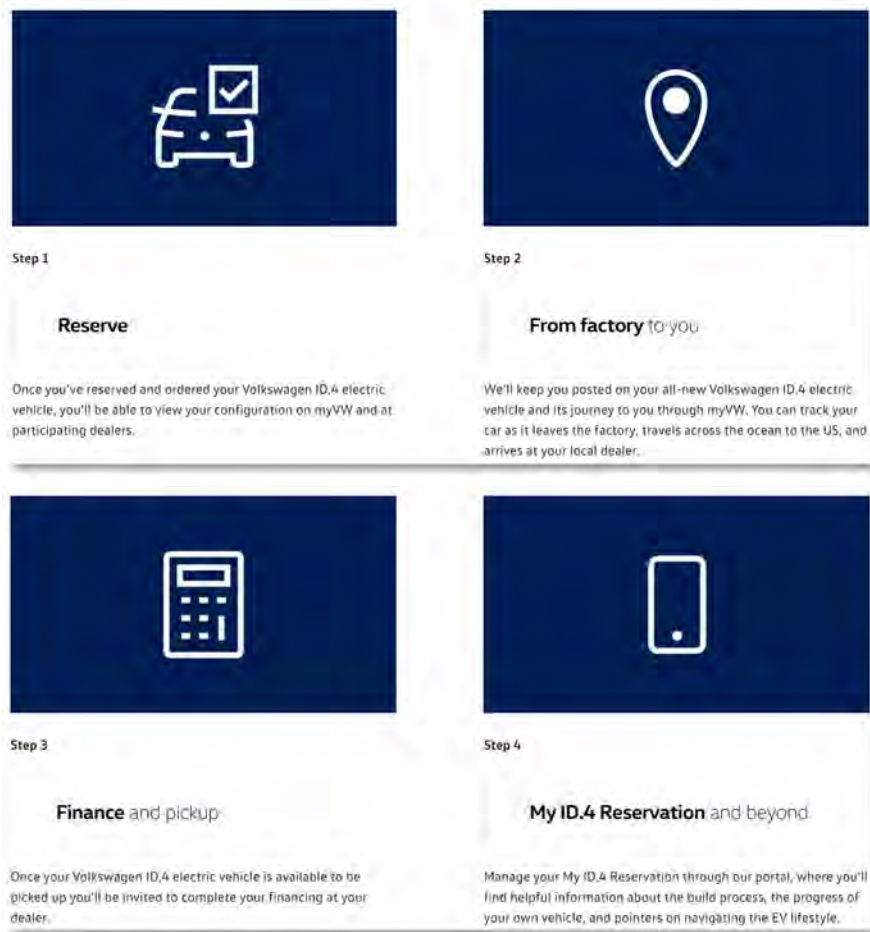 Step 1
Reserve
Once you've reserved and ordered your Volkswagen ID.4 electric
vehicle, you'll be able to view your configuration on myVW and at
participating dealers.
Step 2
From factory to you
We'll keep you posted on your all-new Volkswagen ID.4 electric
vehicle and its journey to you through myVW. You can track your
car as it leaves the factory, travels across the ocean to the US, and
arrives at your local dealer.
Step 3
Finance and pickup
Once your Volkswagen ID.4 electric vehicle is available to be
picked up you'll be invited to complete your financing at your
dealer.
Step 4
My ID.4 Reservation and beyond
Manage your My ID.4 Reservation through our portal, where you'll
find helpful information about the build process, the progress of
your own vehicle, and pointers on navigating the EV lifestyle.